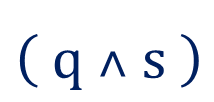 ( q ∧ s )